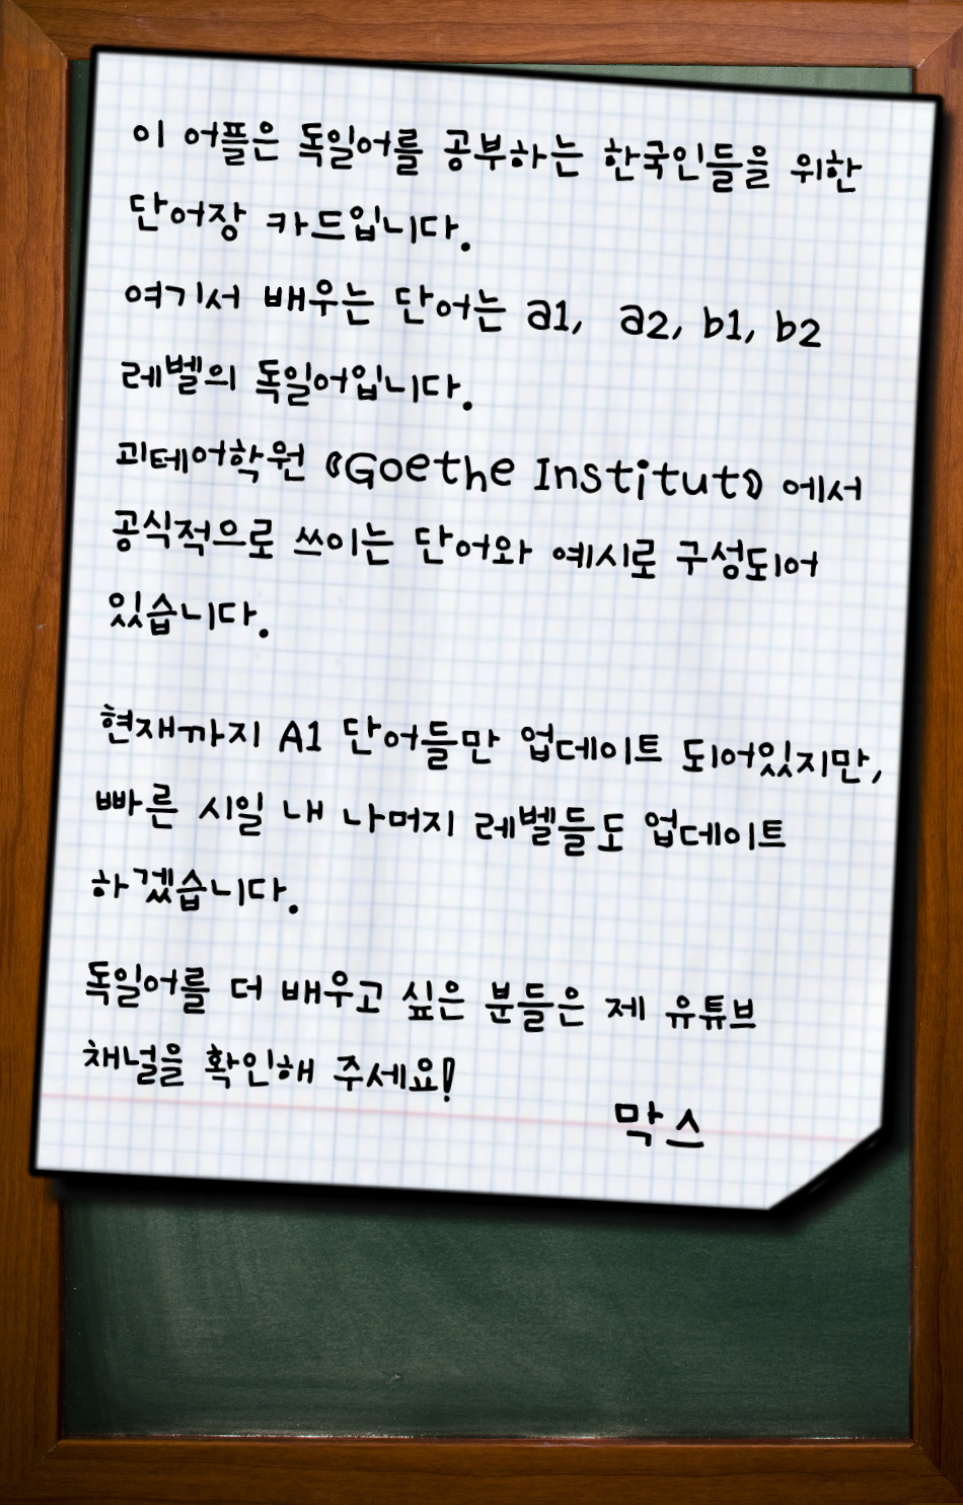 이 어플은 독일어를 공부하는 한국인들을 위한
단어장 카드입니다.
여기서 배우는 단어는 a1, a2, b1, b2
레벨의 독일어입니다.
괴테어학원 《Goethe Institut》 에서
공식적으로 쓰이는 단어와 예시로 구성되어
있습니다.
현재까지 A1 단어들만 업데이트 되어있지만,
빠른 시일 내 나머지 레벨들도 업데이트
하겠습니다.
독일어를 더 배우고 싶은 분들은 제 유튜브
채널을 확인해 주세요!
막스